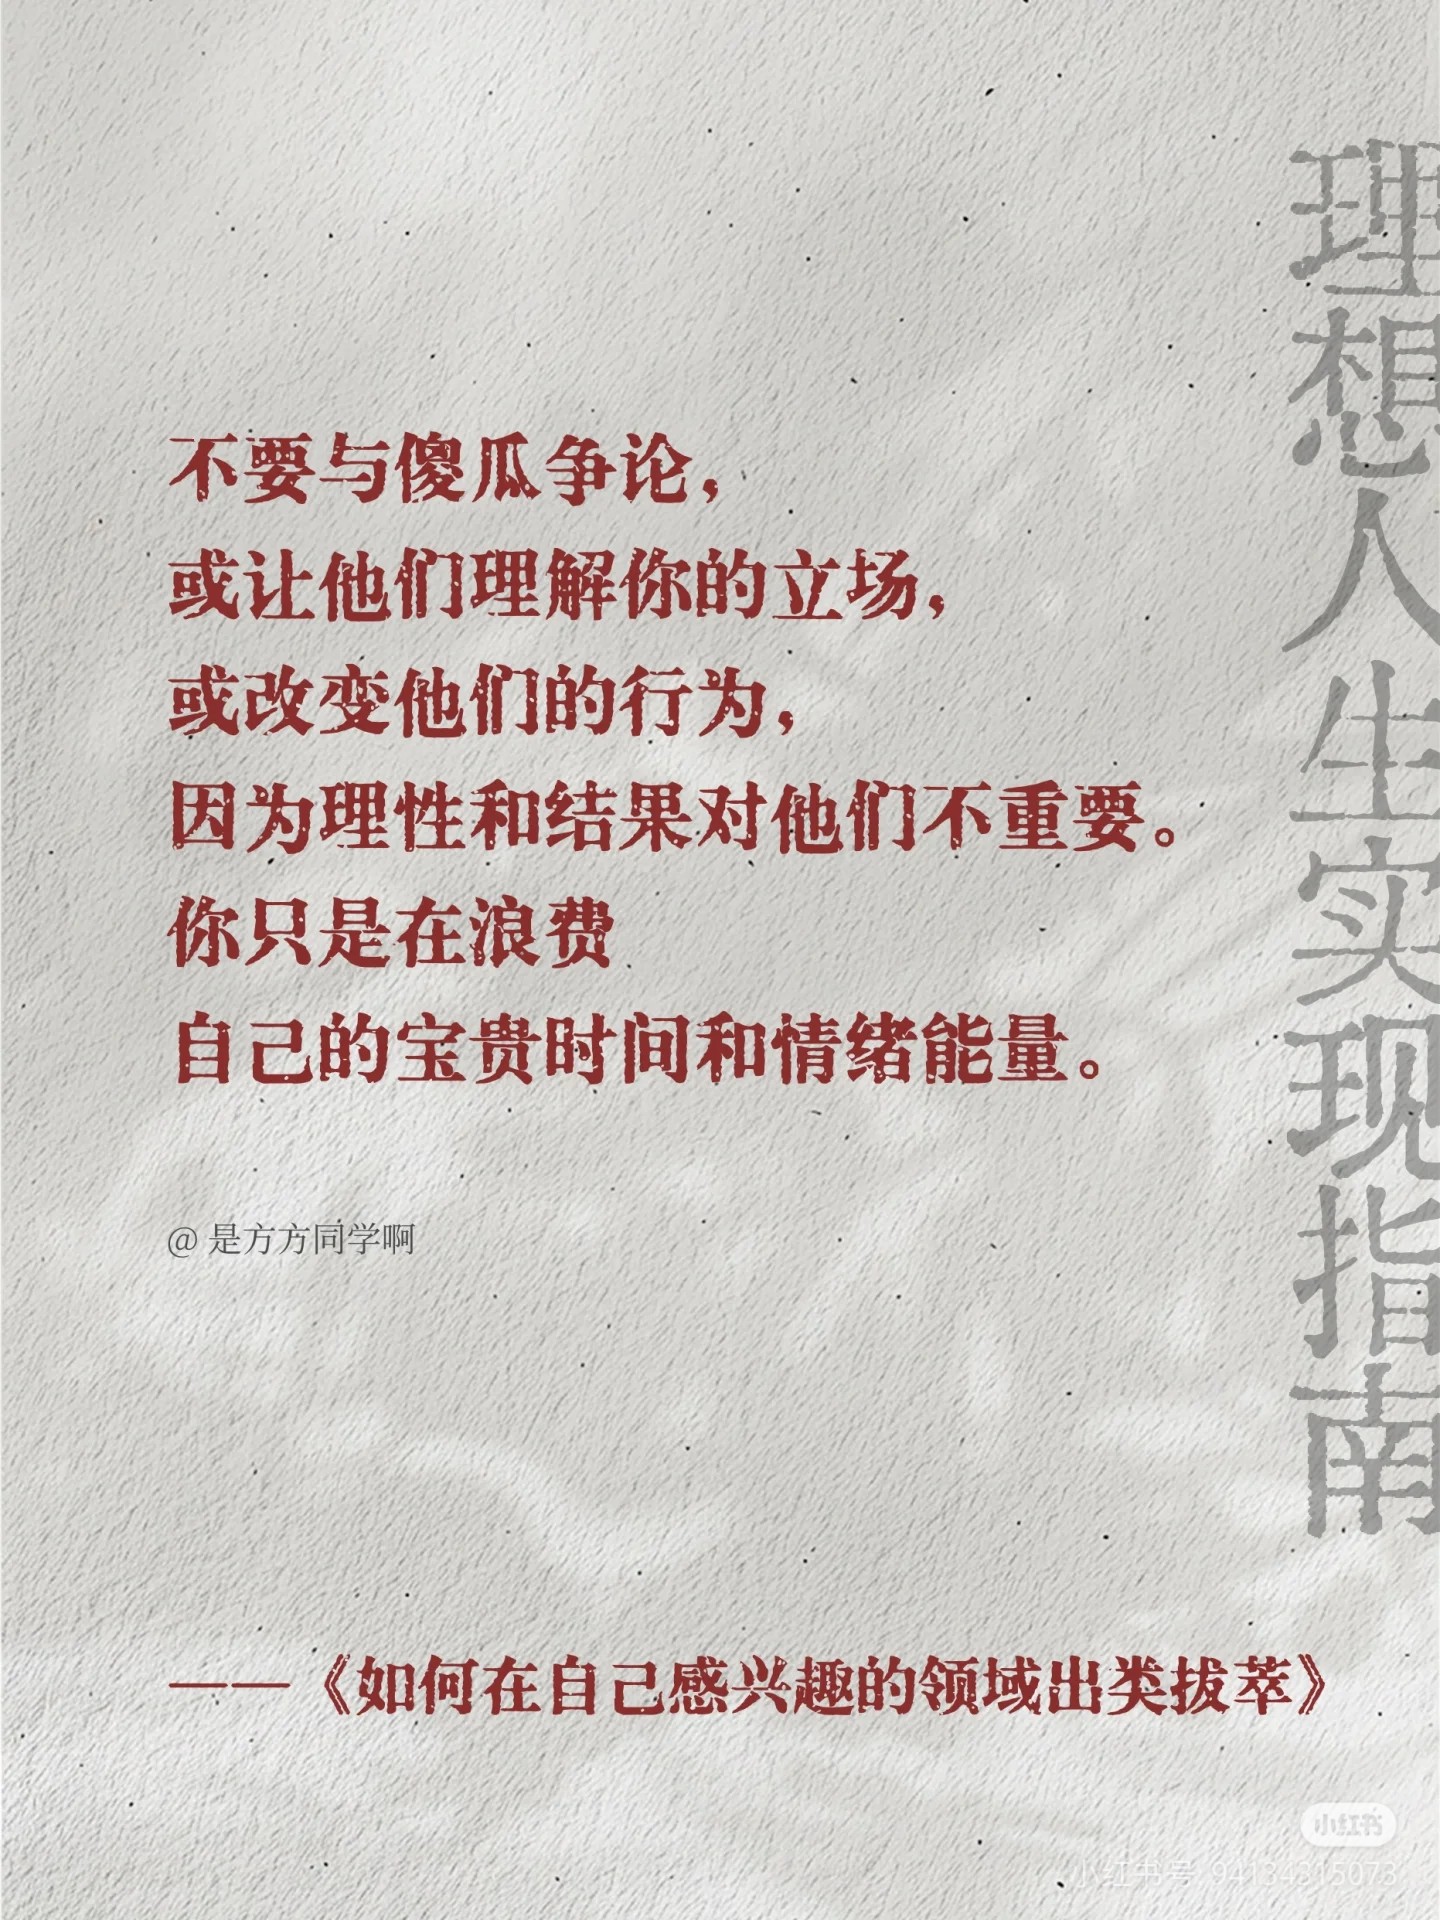 不要与傻瓜争论，
或让他们理解你的立场，
或改变他们的行为，
因为理性和结果对他们不重要。
你只是在浪费
自己的宝贵时间和情绪能量。
@是方方同学啊
理想人生实现指南
——《如何在自己感兴趣的领域出类拔萃》
小红书
小红书号: 94134315073